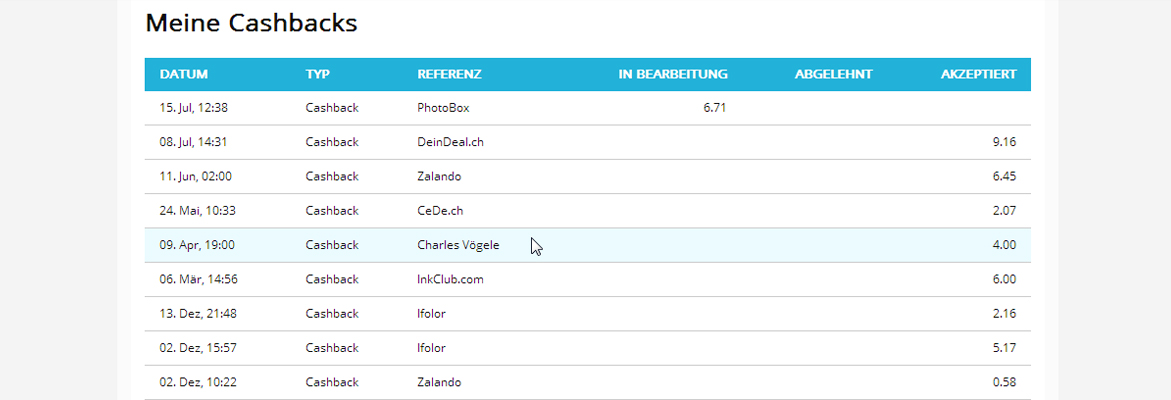 Meine Cashbacks
DATUM TYP REFERENZ IN BEARBEITUNG ABGELEHNT AKZEPTIERT
15. Jul, 12:38 Cashback PhotoBox 6.71
08. Jul, 14:31 Cashback DeinDeal.ch 9.16
11. Jun, 02:00 Cashback Zalando 6.45
24. Mai, 10:33 Cashback CeDe.ch 2.07
09. Apr, 19:00 Cashback Charles Vögele 4.00
06. Mär, 14:56 Cashback InkClub.com 6.00
13. Dez, 21:48 Cashback Ifolor 2.16
02. Dez, 15:57 Cashback Ifolor 5.17
02. Dez, 10:22 Cashback Zalando 0.58